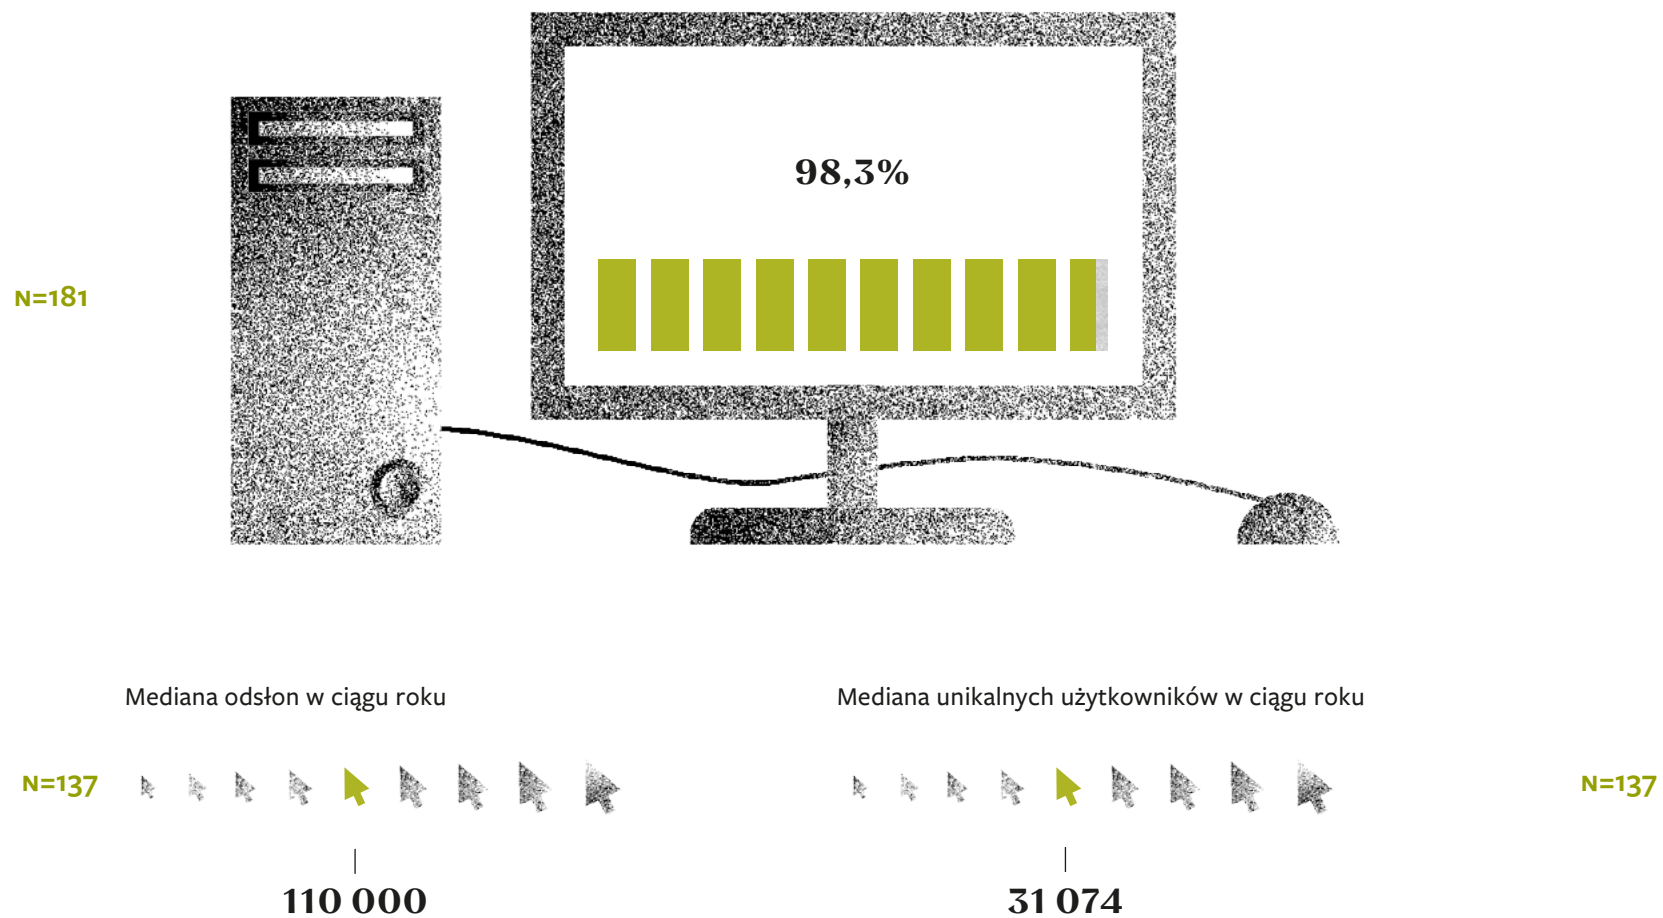 98,3%
N=181
Mediana odsłon w ciągu roku
N=137
110 000
Mediana unikalnych użytkowników w ciągu roku
N=137
31 074